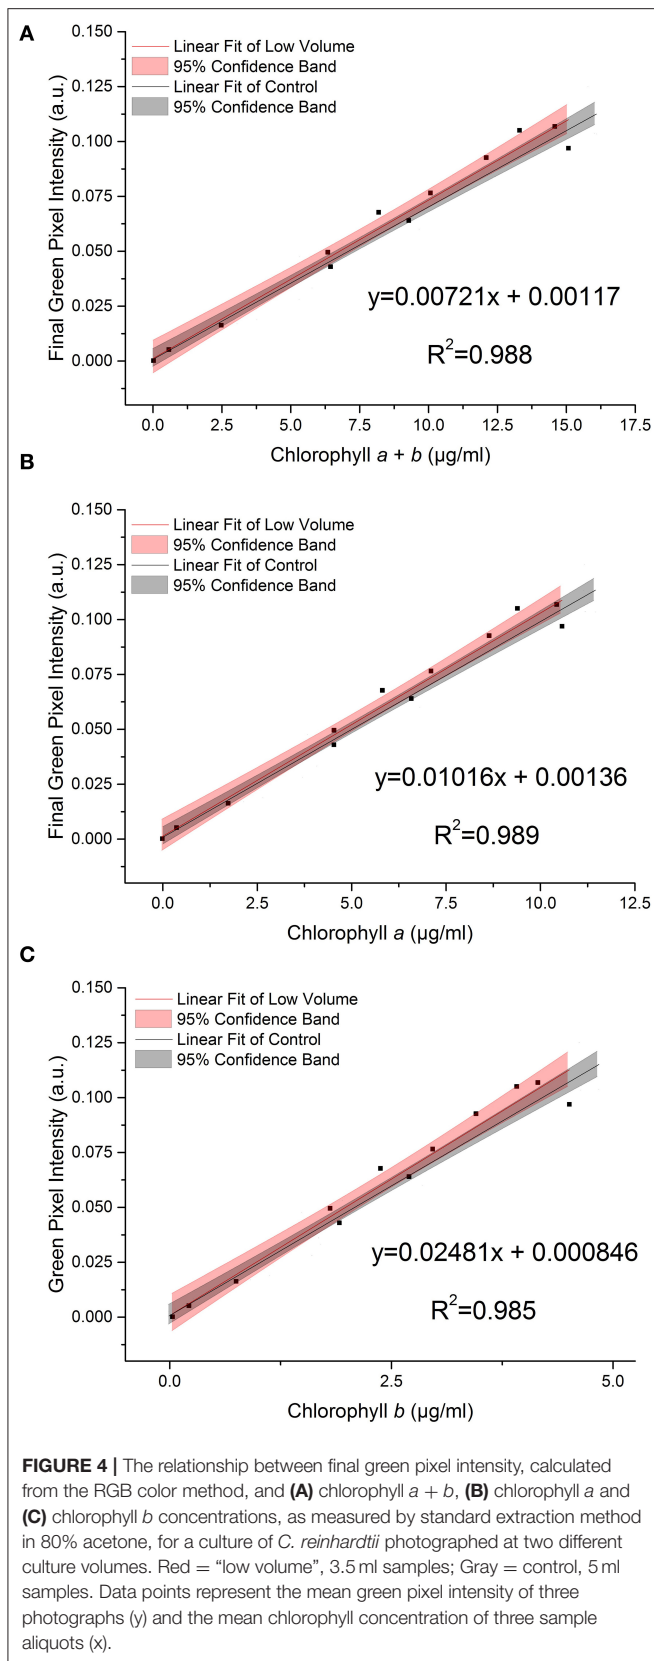 A
0.150
0.125
0.100
0.075
0.050
0.025
0.000
Final Green Pixel Intensity (a.u.)
Linear Fit of Low Volume
95% Confidence Band
Linear Fit of Control
95% Confidence Band
y=0.00721x + 0.00117
R²=0.988
0.0 2.5 5.0 7.5 10.0 12.5 15.0 17.5
Chlorophyll a + b (µg/ml)
B
0.150
0.125
0.100
0.075
0.050
0.025
0.000
Final Green Pixel Intensity (a.u.)
Linear Fit of Low Volume
95% Confidence Band
Linear Fit of Control
95% Confidence Band
y=0.01016x + 0.00136
R²=0.989
0.0 2.5 5.0 7.5 10.0 12.5
Chlorophyll a (µg/ml)
C
0.150
0.125
0.100
0.075
0.050
0.025
0.000
Green Pixel Intensity (a.u.)
Linear Fit of Low Volume
95% Confidence Band
Linear Fit of Control
95% Confidence Band
y=0.02481x + 0.000846
R²=0.985
0.0 2.5 5.0
Chlorophyll b (µg/ml)
FIGURE 4 | The relationship between final green pixel intensity, calculated
from the RGB color method, and (A) chlorophyll a + b, (B) chlorophyll a and
(C) chlorophyll b concentrations, as measured by standard extraction method
in 80% acetone, for a culture of C. reinhardtii photographed at two different
culture volumes. Red = “low volume”, 3.5 ml samples; Gray = control, 5 ml
samples. Data points represent the mean green pixel intensity of three
photographs (y) and the mean chlorophyll concentration of three sample
aliquots (x).